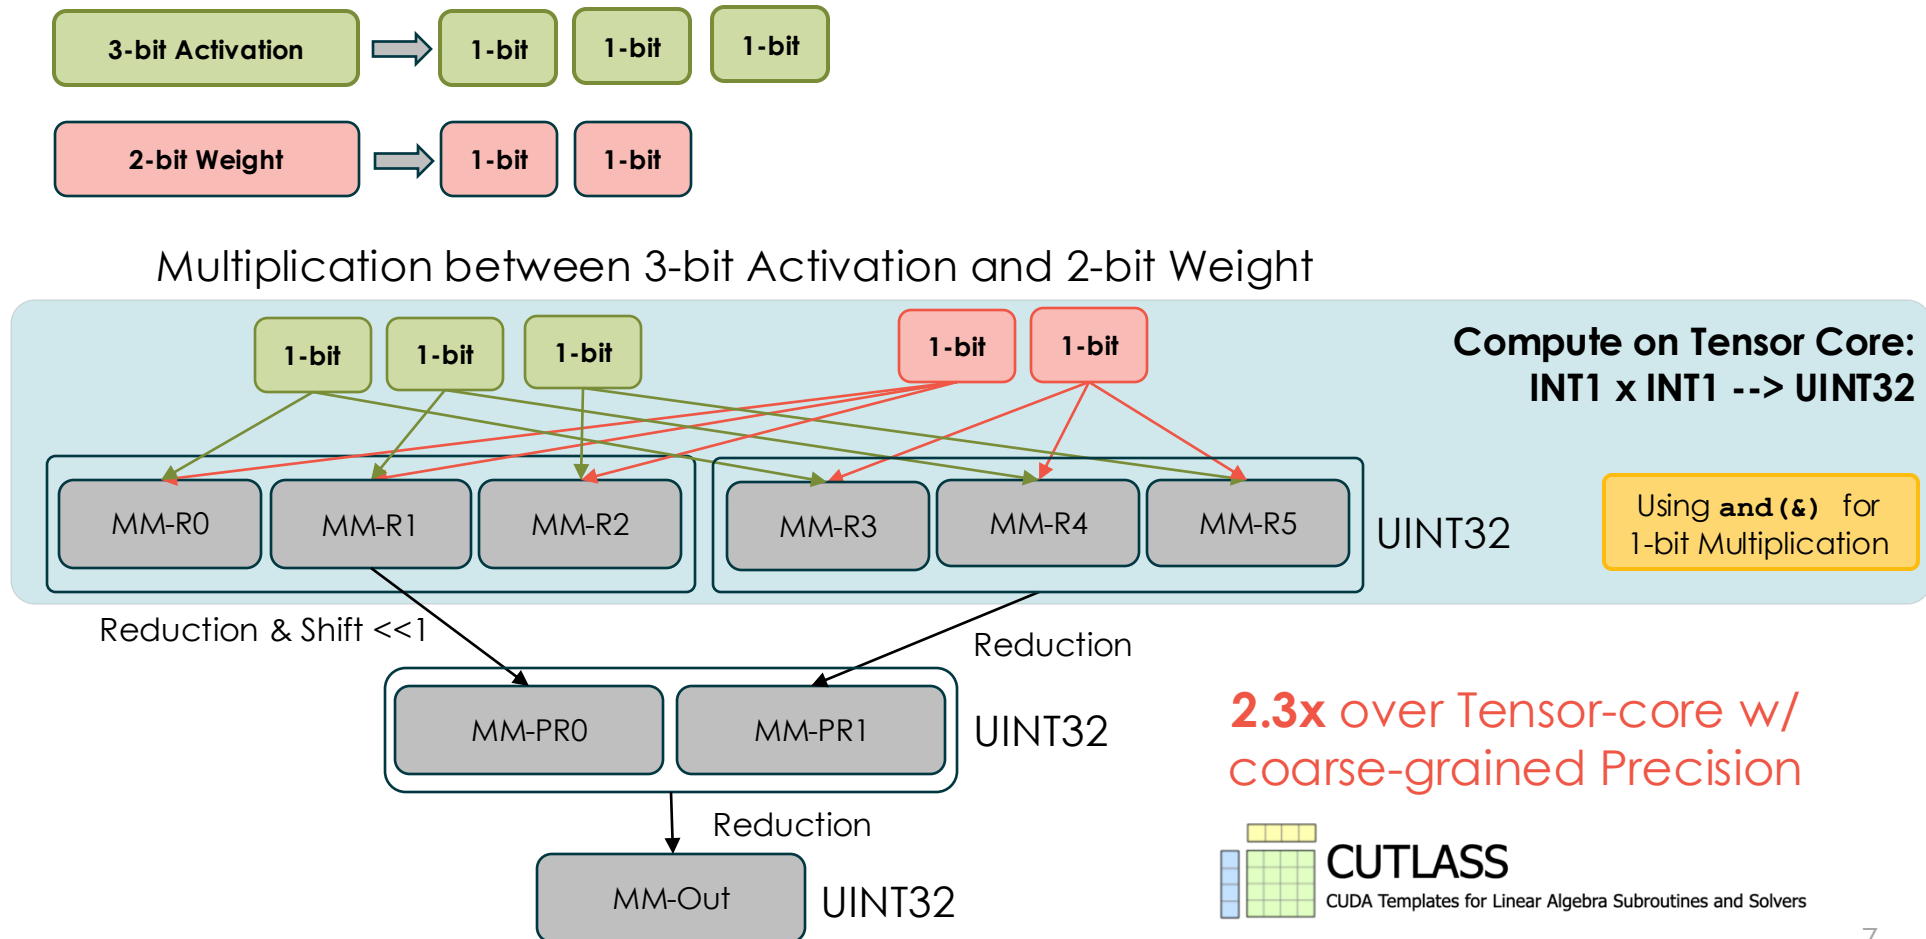 3-bit Activation
1-bit
1-bit
1-bit
2-bit Weight
1-bit
1-bit
Multiplication between 3-bit Activation and 2-bit Weight
1-bit
1-bit
1-bit
1-bit
1-bit
Compute on Tensor Core:
INT1 x INT1 --> UINT32
MM-R0
MM-R1
MM-R2
MM-R3
MM-R4
MM-R5
UINT32
Using and(&) for
1-bit Multiplication
Reduction & Shift <<1
Reduction
MM-PR0
MM-PR1
UINT32
2.3x over Tensor-core w/
coarse-grained Precision
Reduction
MM-Out
UINT32
CUTLASS
CUDA Templates for Linear Algebra Subroutines and Solvers
7